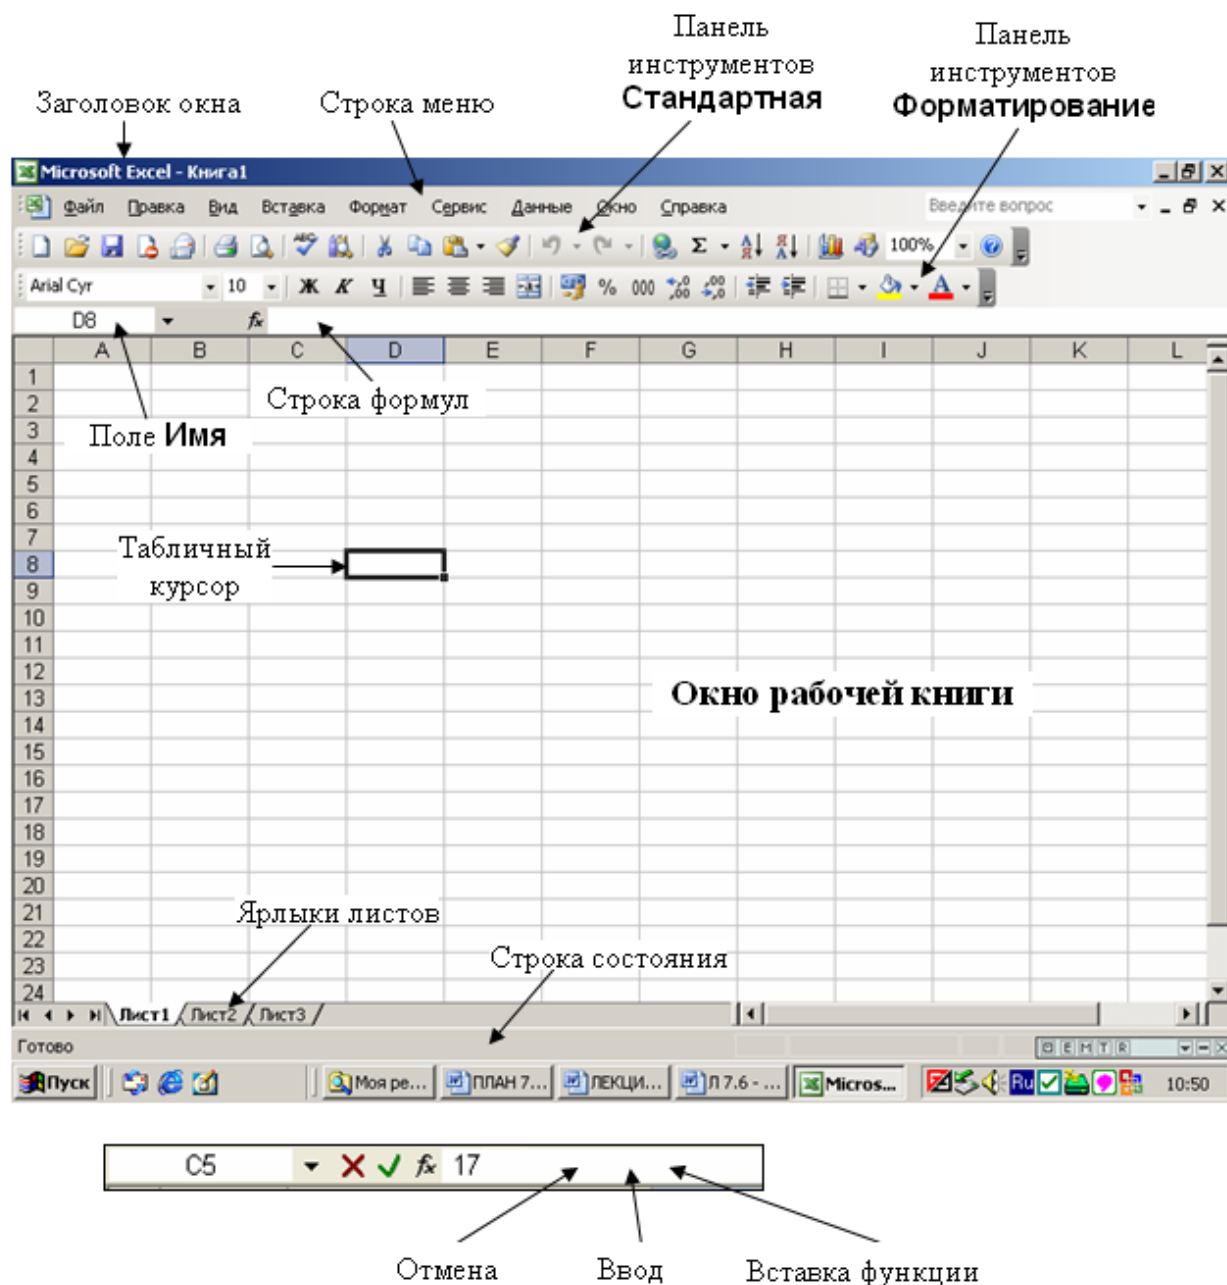 Панель
инструментов
Стандартная
Панель
инструментов
Форматирование
Заголовок окна
Строка меню
Microsoft Excel - Книга1
Файл Правка Вид Вставка Формат Сервис Данные Окно Справка
Введите вопрос
100%
Arial Cyr 10 Ж К Ч % 000
D8 fx
A B C D E F G H I J K L
1
2
Строка формул
3
Поле Имя
4
5
6
7
Табличный
8
курсор
9
10
11
12
13
Окно рабочей книги
14
15
16
17
18
19
20
21
Ярлыки листов
22
23
Строка состояния
24
Лист1 Лист2 Лист3
Готово
Пуск Моя ре... ПЛАН 7... ЛЕКЦИ... Л 7.6 - ... Micros... Ru 10:50
C5 fx 17
Отмена Ввод Вставка функции